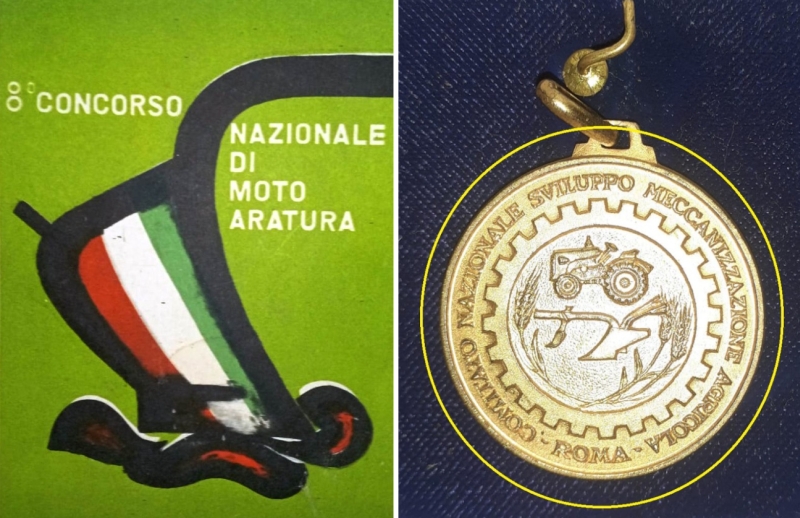 8° CONCORSO
NAZIONALE
DI
MOTO
ARATURA
COMITATO NAZIONALE SVILUPPO MECCANIZZAZIONE AGRICOLA
- ROMA -